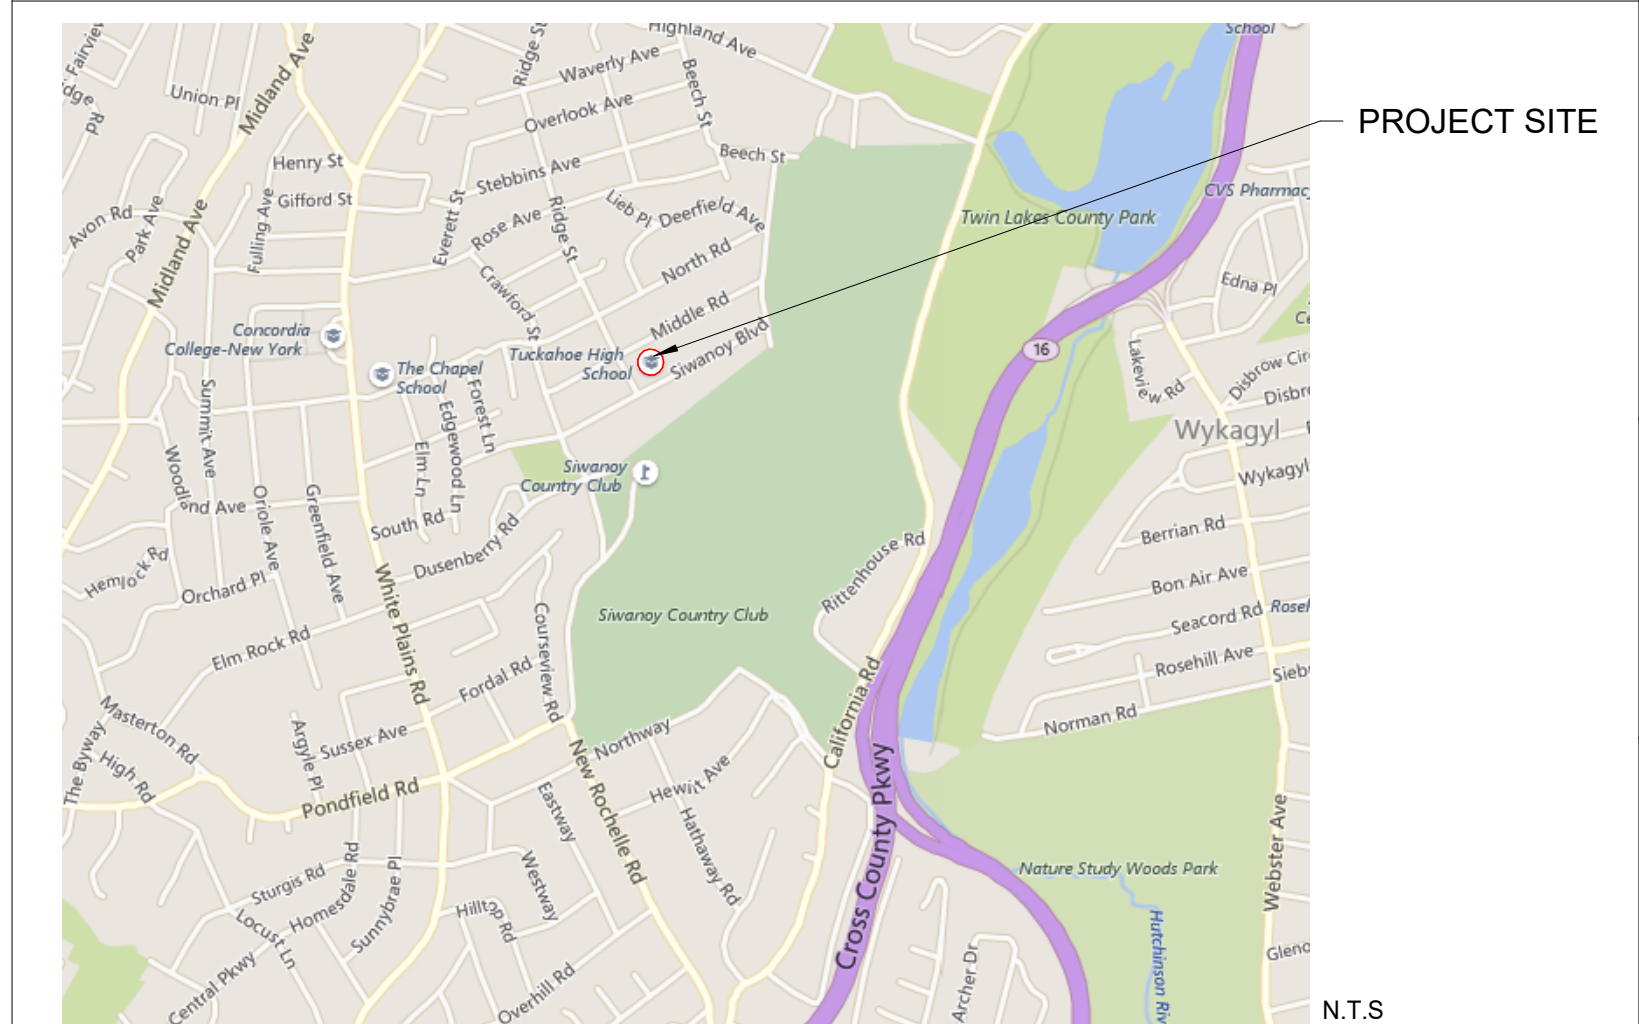 School
Highland Ave
Ridge St
Midland Ave
Waverly Ave
Beech St
Union Pl
Overlook Ave
PROJECT SITE
Henry St
Beech St
Stebbins Ave
CVS Pharmacy
Gifford St
Fulling Ave
Everett St
Rose Ave
Ridge St
Lieb Pl
Deerfield Ave
Twin Lakes County Park
Avon Rd
Park Ave
Midland Ave
North Rd
Edna Pl
Crawford St
Middle Rd
Concordia
College-New York
Siwanoy Blvd
Tuckahoe High
School
16
Lakeview Rd
Disbrow Cir
Disbr
The Chapel
School
Summit Ave
Forest Ln
Edgewood Ln
Elm Ln
Wykagyl
Wykagyl
Siwanoy
Country Club
Woodland Ave
Oriole Ave
Greenfield Ave
South Rd
Dusenberry Rd
Berrian Rd
Rittenhouse Rd
Hemlock Rd
Orchard Pl
White Plains Rd
Bon Air Ave
Siwanoy Country Club
Courseview Rd
Seacord Rd
Elm Rock Rd
Rosehill Ave
Fordal Rd
California Rd
Sieb
Masterton Rd
Norman Rd
Argyle Pl
Sussex Ave
Northway
The Byway
High Rd
New Rochelle Rd
Hewitt Ave
Pondfield Rd
Eastway
Hathaway Rd
Cross County Pkwy
Webster Ave
Nature Study Woods Park
Sturgis Rd
Homesdale Rd
Sunnybrae Pl
Westway
Hilltop Rd
Locust Ln
Hutchinson Riv
Central Pkwy
Overhill Rd
Archer Dr
Gleno
N.T.S